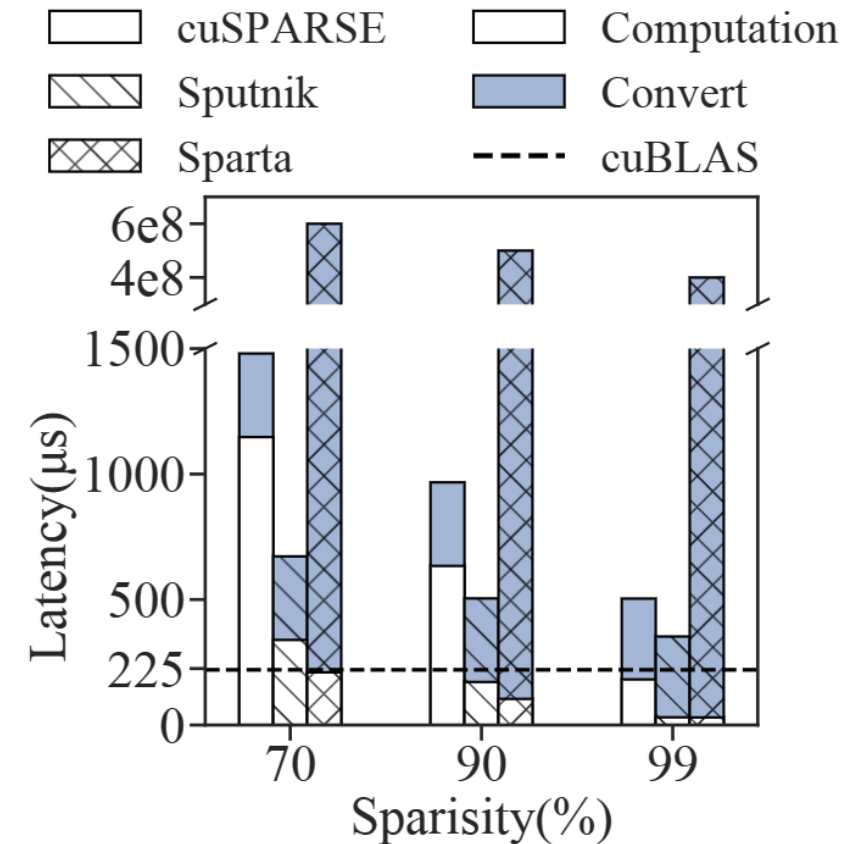 cuSPARSE Computation
Sputnik Convert
Sparta cuBLAS
6e8
4e8
1500
1000
500
225
0
Latency(μs)
70 90 99
Sparisity(%)